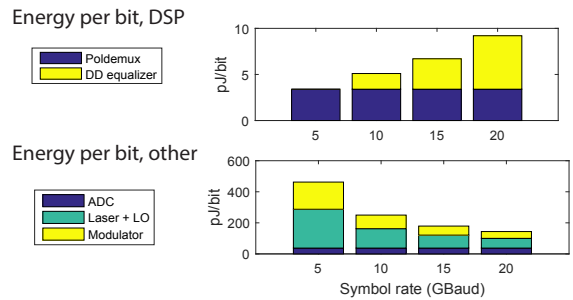 Energy per bit, DSP
Poldemux
DD equalizer
pJ/bit
10
5
0
5 10 15 20
Energy per bit, other
ADC
Laser + LO
Modulator
pJ/bit
600
400
200
0
5 10 15 20
Symbol rate (GBaud)